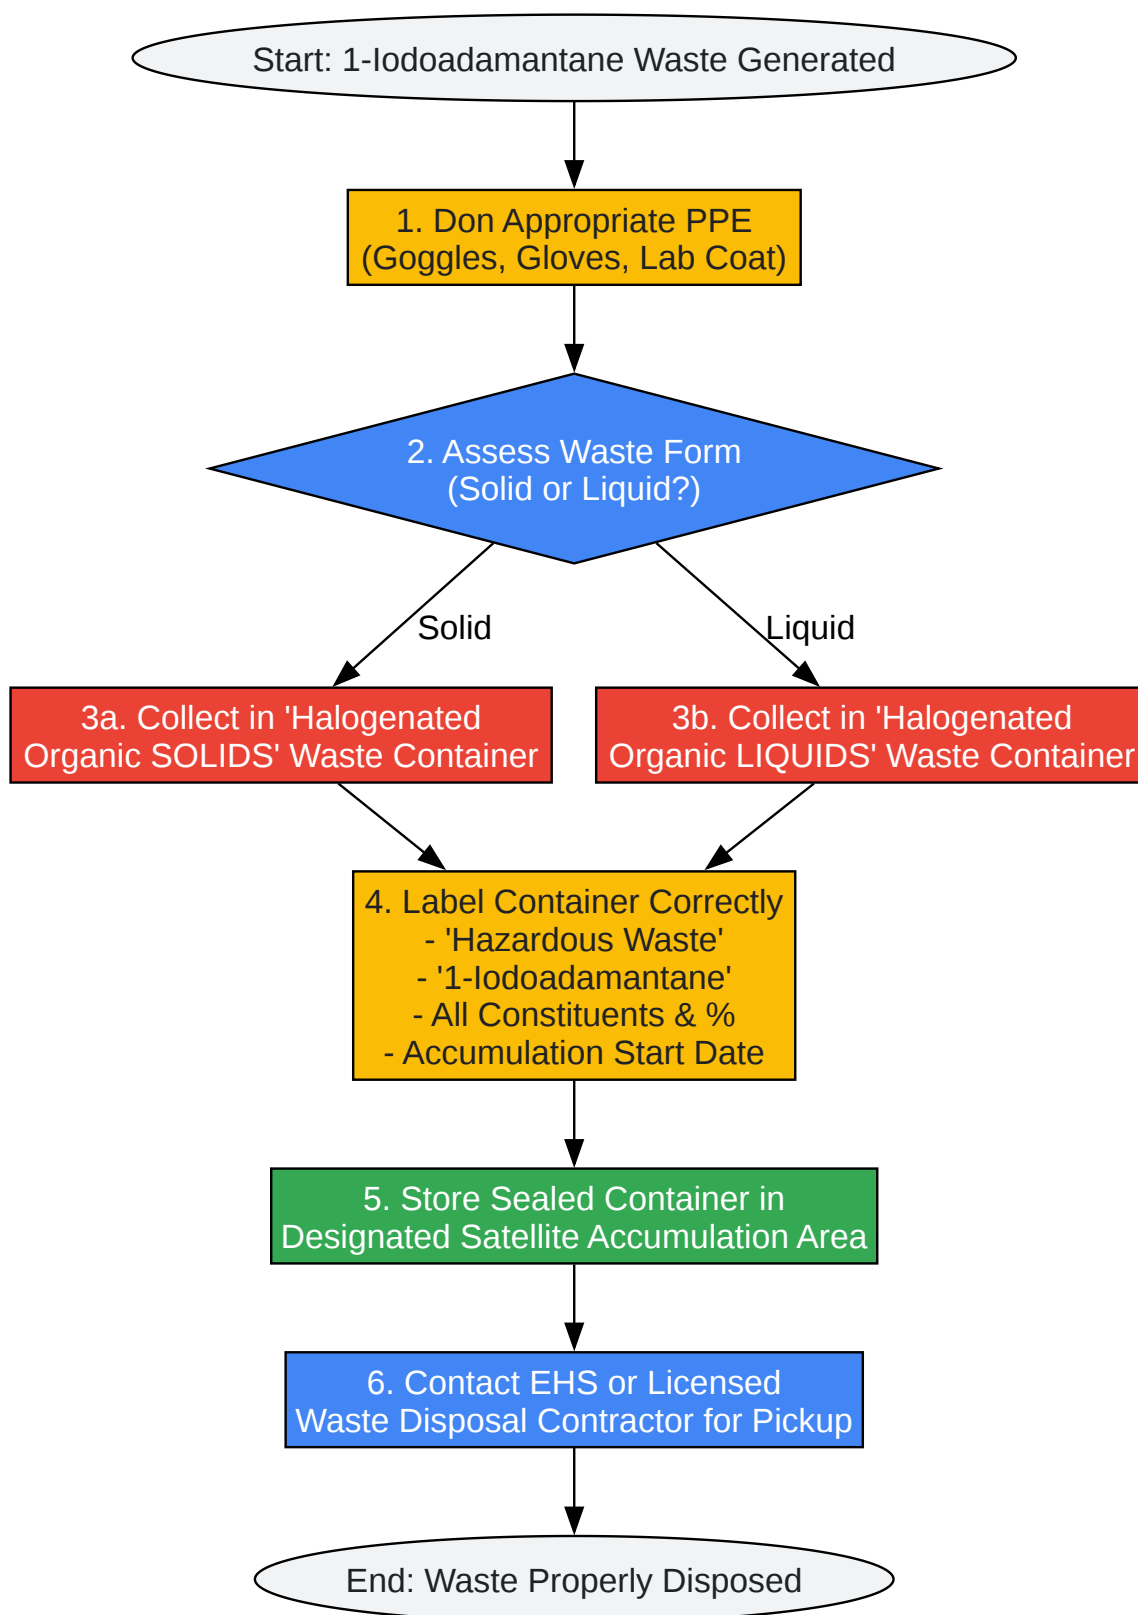 Start: 1-Iodoadamantane Waste Generated
1. Don Appropriate PPE
(Goggles, Gloves, Lab Coat)
2. Assess Waste Form
(Solid or Liquid?)
Solid
Liquid
3a. Collect in 'Halogenated
Organic SOLIDS' Waste Container
3b. Collect in 'Halogenated
Organic LIQUIDS' Waste Container
4. Label Container Correctly
- 'Hazardous Waste'
- '1-Iodoadamantane'
- All Constituents & %
- Accumulation Start Date
5. Store Sealed Container in
Designated Satellite Accumulation Area
6. Contact EHS or Licensed
Waste Disposal Contractor for Pickup
End: Waste Properly Disposed